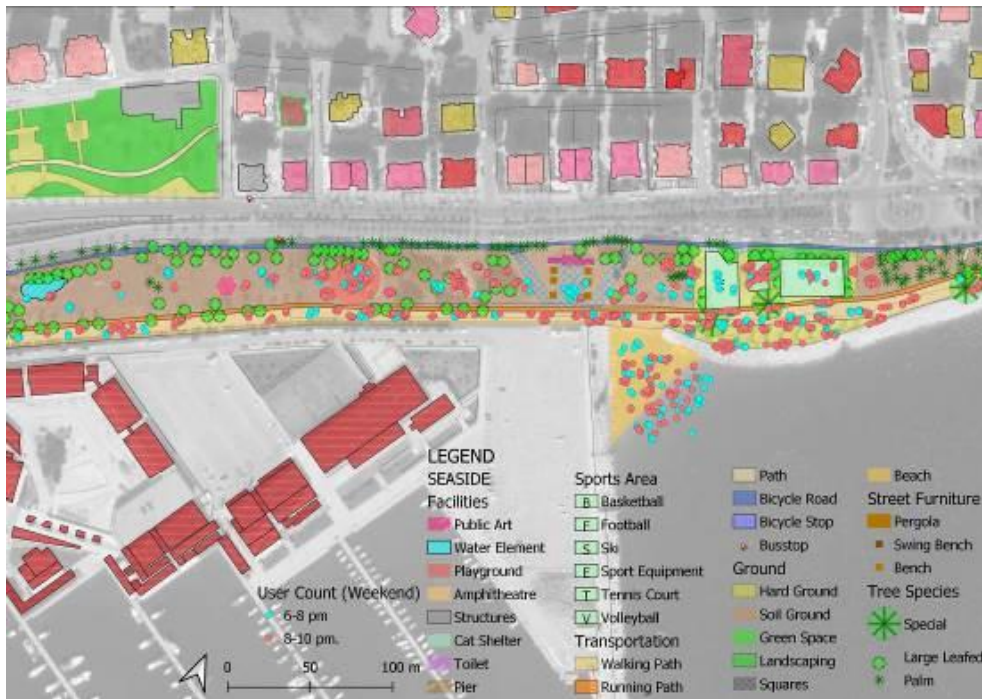 LEGEND
SEASIDE
Facilities
Public Art
Water Element
Playground
Amphitheatre
Structures
Cat Shelter
Toilet
Pier
Sports Area
B Basketball
F Football
S Ski
E Sport Equipment
T Tennis Court
V Volleyball
Transportation
Walking Path
Running Path
Path
Bicycle Road
Bicycle Stop
Busstop
Ground
Hard Ground
Soil Ground
Green Space
Landscaping
Squares
Beach
Street Furniture
Pergola
Swing Bench
Bench
Tree Species
Special
Large Leafed
Palm
User Count (Weekend)
6-8 pm
8-10 pm.
0 50 100 m